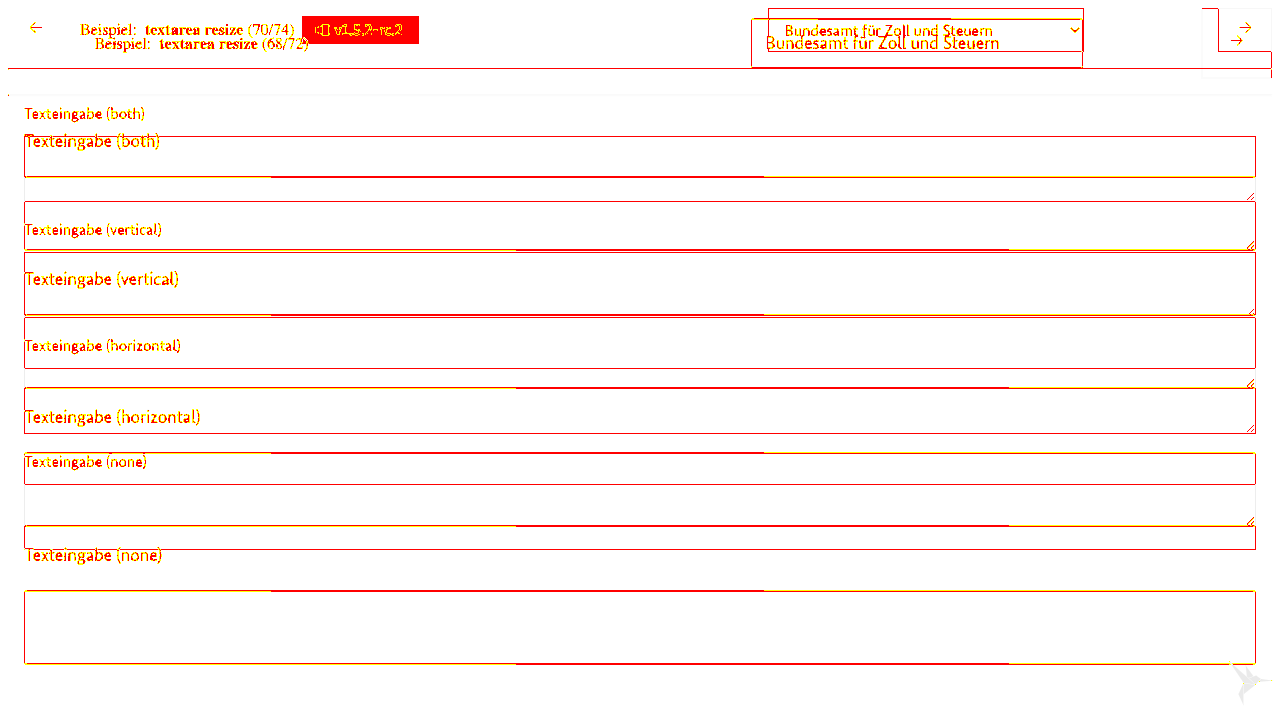 Beispiel: textarea resize (70/74) v1.5.2-rc.2 Bundesamt für Zoll und Steuern
Beispiel: textarea resize (68/72) Bundesamt für Zoll und Steuern
Texteingabe (both)
Texteingabe (both)
Texteingabe (vertical)
Texteingabe (vertical)
Texteingabe (horizontal)
Texteingabe (horizontal)
Texteingabe (none)
Texteingabe (none)